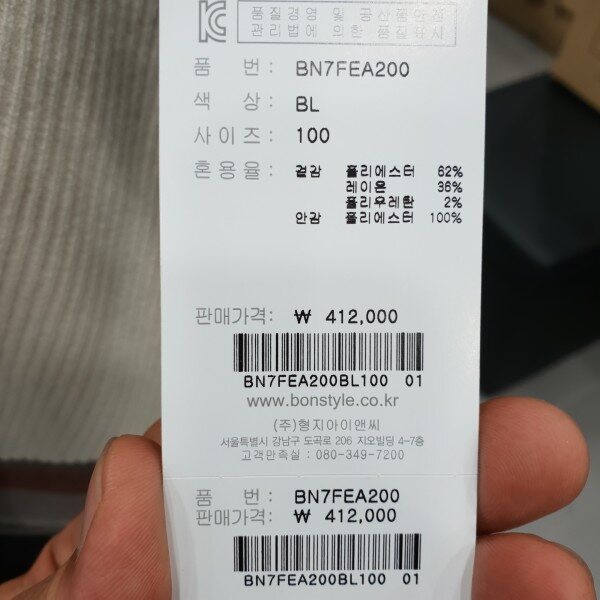 품질경영 및 공산품안전
관리법에 의한 품질표시
품 번: BN7FEA200
색 상: BL
사이즈: 100
혼용율: 겉감 폴리에스터 62%
레이온 36%
폴리우레탄 2%
안감 폴리에스터 100%
판매가격: ₩ 412,000
BN7FEA200BL100 01
www.bonstyle.co.kr
(주)형지아이앤씨
서울특별시 강남구 도곡로 206 지오빌딩 4-7층
고객만족실 : 080-349-7200
품 번: BN7FEA200
판매가격: ₩ 412,000
BN7FEA200BL100 01